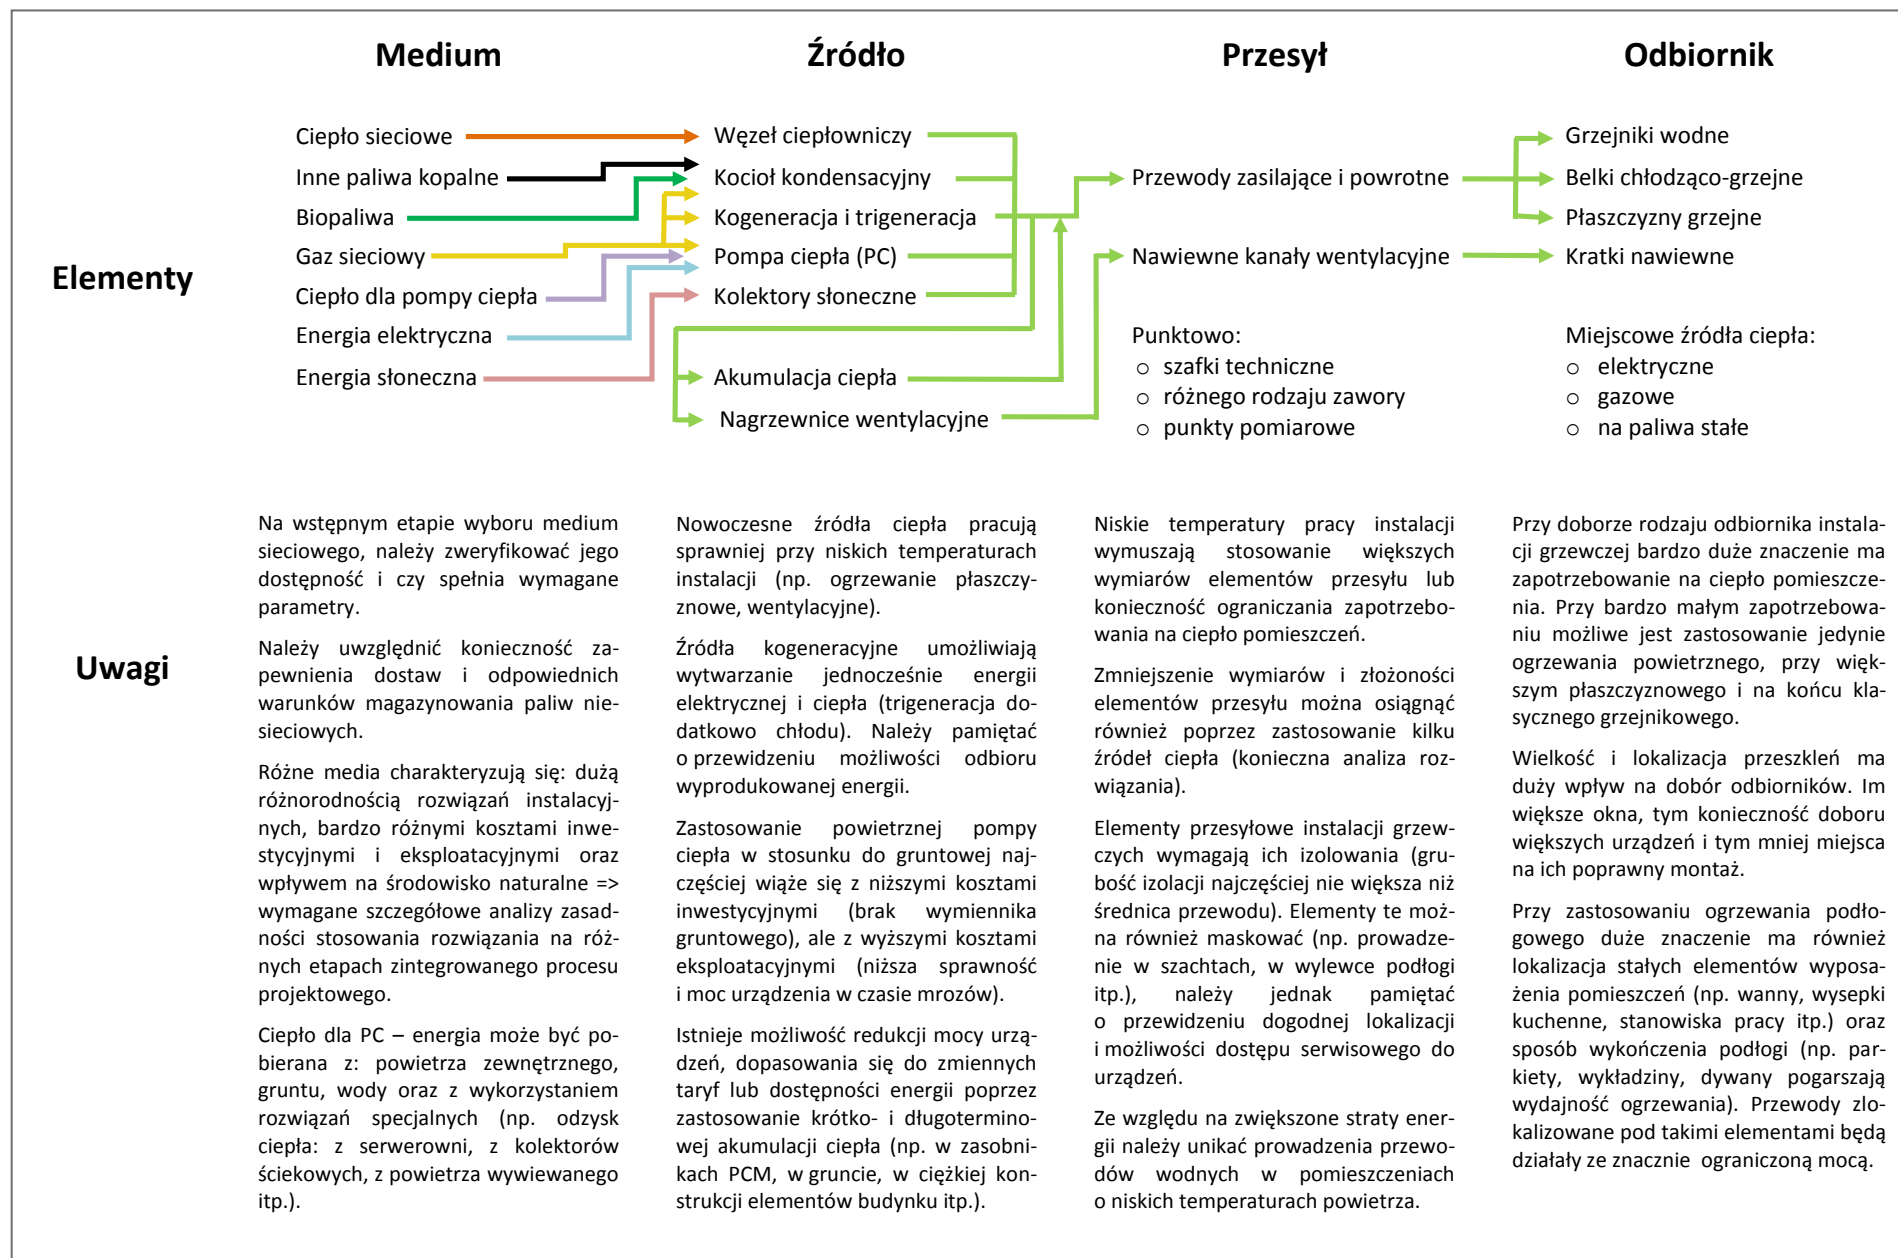 Medium
Źródło
Przesył
Odbiornik
Elementy
Ciepło sieciowe
Inne paliwa kopalne
Biopaliwa
Gaz sieciowy
Ciepło dla pompy ciepła
Energia elektryczna
Energia słoneczna
Węzeł ciepłowniczy
Kocioł kondensacyjny
Kogeneracja i trigeneracja
Pompa ciepła (PC)
Kolektory słoneczne
Akumulacja ciepła
Nagrzewnice wentylacyjne
Przewody zasilające i powrotne
Nawiewne kanały wentylacyjne
Punktowo:
o szafki techniczne
o różnego rodzaju zawory
o punkty pomiarowe
Grzejniki wodne
Belki chłodząco-grzejne
Płaszczyzny grzejne
Kratki nawiewne
Miejscowe źródła ciepła:
o elektryczne
o gazowe
o na paliwa stałe
Uwagi
Na wstępnym etapie wyboru medium
sieciowego, należy zweryfikować jego
dostępność i czy spełnia wymagane
parametry.
Należy uwzględnić konieczność za-
pewnienia dostaw i odpowiednich
warunków magazynowania paliw nie-
sieciowych.
Różne media charakteryzują się: dużą
różnorodnością rozwiązań instalacyj-
nych, bardzo różnymi kosztami inwe-
stycyjnymi i eksploatacyjnymi oraz
wpływem na środowisko naturalne =>
wymagane szczegółowe analizy zasad-
ności stosowania rozwiązania na róż-
nych etapach zintegrowanego procesu
projektowego.
Ciepło dla PC – energia może być po-
bierana z: powietrza zewnętrznego,
gruntu, wody oraz z wykorzystaniem
rozwiązań specjalnych (np. odzysk
ciepła: z serwerowni, z kolektorów
ściekowych, z powietrza wywiewanego
itp.).
Nowoczesne źródła ciepła pracują
sprawniej przy niskich temperaturach
instalacji (np. ogrzewanie płaszczy-
znowe, wentylacyjne).
Źródła kogeneracyjne umożliwiają
wytwarzanie jednocześnie energii
elektrycznej i ciepła (trigeneracja do-
datkowo chłodu). Należy pamiętać
o przewidzeniu możliwości odbioru
wyprodukowanej energii.
Zastosowanie powietrznej pompy
ciepła w stosunku do gruntowej naj-
częściej wiąże się z niższymi kosztami
inwestycyjnymi (brak wymiennika
gruntowego), ale z wyższymi kosztami
eksploatacyjnymi (niższa sprawność
i moc urządzenia w czasie mrozów).
Istnieje możliwość redukcji mocy urzą-
dzeń, dopasowania się do zmiennych
taryf lub dostępności energii poprzez
zastosowanie krótko- i długotermino-
wej akumulacji ciepła (np. w zasobni-
kach PCM, w gruncie, w ciężkiej kon-
strukcji elementów budynku itp.).
Niskie temperatury pracy instalacji
wymuszają stosowanie większych
wymiarów elementów przesyłu lub
konieczność ograniczania zapotrzebo-
wania na ciepło pomieszczeń.
Zmniejszenie wymiarów i złożoności
elementów przesyłu można osiągnąć
również poprzez zastosowanie kilku
źródeł ciepła (konieczna analiza roz-
wiązania).
Elementy przesyłowe instalacji grzew-
czych wymagają ich izolowania (gru-
bość izolacji najczęściej nie większa niż
średnica przewodu). Elementy te moż-
na również maskować (np. prowadze-
nie w szachtach, w wylewce podłogi
itp.), należy jednak pamiętać
o przewidzeniu dogodnej lokalizacji
i możliwości dostępu serwisowego do
urządzeń.
Ze względu na zwiększone straty ener-
gii należy unikać prowadzenia przewo-
dów wodnych w pomieszczeniach
o niskich temperaturach powietrza.
Przy doborze rodzaju odbiornika instala-
cji grzewczej bardzo duże znaczenie ma
zapotrzebowanie na ciepło pomieszcze-
nia. Przy bardzo małym zapotrzebowa-
niu możliwe jest zastosowanie jedynie
ogrzewania powietrznego, przy więk-
szym płaszczyznowego i na końcu kla-
sycznego grzejnikowego.
Wielkość i lokalizacja przeszkleń ma
duży wpływ na dobór odbiorników. Im
większe okna, tym konieczność doboru
większych urządzeń i tym mniej miejsca
na ich poprawny montaż.
Przy zastosowaniu ogrzewania podło-
gowego duże znaczenie ma również
lokalizacja stałych elementów wyposa-
żenia pomieszczeń (np. wanny, wysepki
kuchenne, stanowiska pracy itp.) oraz
sposób wykończenia podłogi (np. par-
kiety, wykładziny, dywany pogarszają
wydajność ogrzewania). Przewody zlo-
kalizowane pod takimi elementami będą
działały ze znacznie ograniczoną mocą.